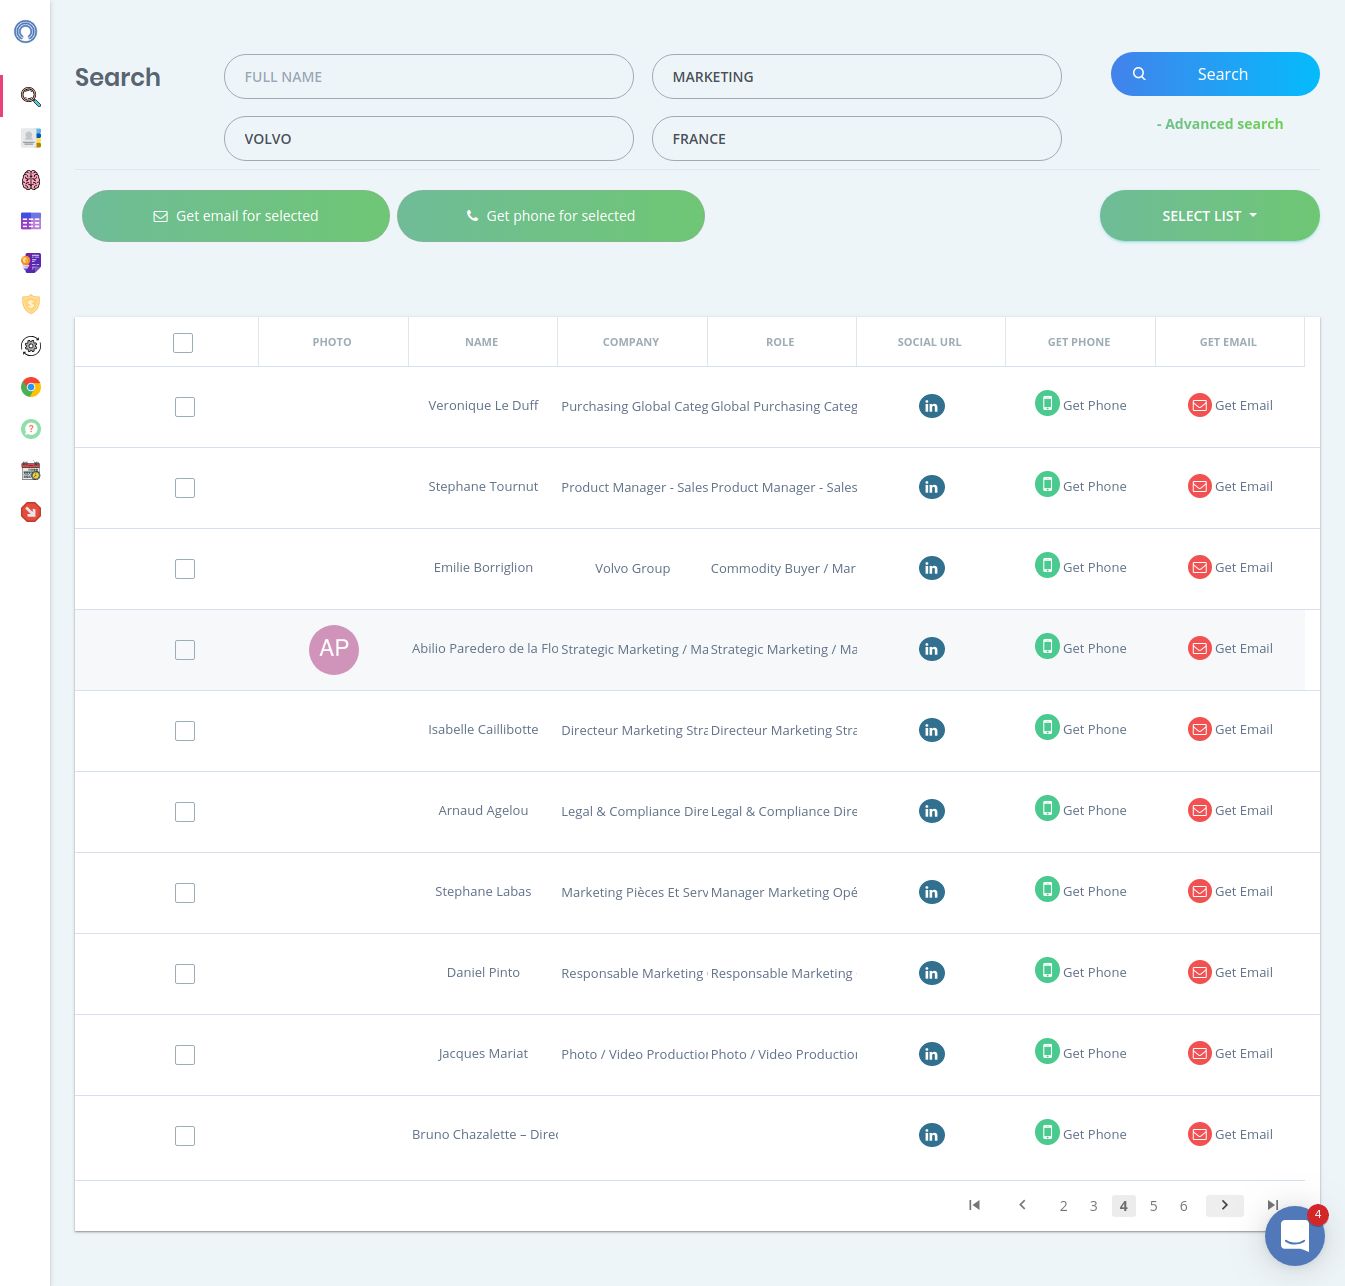 Search
FULL NAME
MARKETING
Search
VOLVO
FRANCE
- Advanced search
Get email for selected
Get phone for selected
SELECT LIST
PHOTO NAME COMPANY ROLE SOCIAL URL GET PHONE GET EMAIL
Veronique Le Duff Purchasing Global Categ Global Purchasing Categ in Get Phone Get Email
Stephane Tournut Product Manager - Sales Product Manager - Sales in Get Phone Get Email
Emilie Borriglion Volvo Group Commodity Buyer / Mar in Get Phone Get Email
AP Abilio Paredero de la Flo Strategic Marketing / Ma Strategic Marketing / Ma in Get Phone Get Email
Isabelle Caillibotte Directeur Marketing Stra Directeur Marketing Stra in Get Phone Get Email
Arnaud Agelou Legal & Compliance Dire Legal & Compliance Dire in Get Phone Get Email
Stephane Labas Marketing Pièces Et Serv Manager Marketing Opé in Get Phone Get Email
Daniel Pinto Responsable Marketing Responsable Marketing in Get Phone Get Email
Jacques Mariat Photo / Video Production Photo / Video Production in Get Phone Get Email
Bruno Chazalette – Direc in Get Phone Get Email
2 3 4 5 6
4